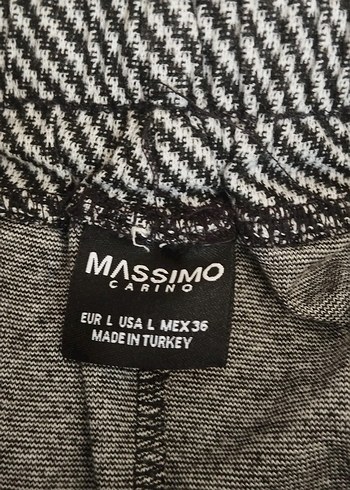 MASSIMO
CARINO
EUR L USA L MEX 36
MADE IN TURKEY